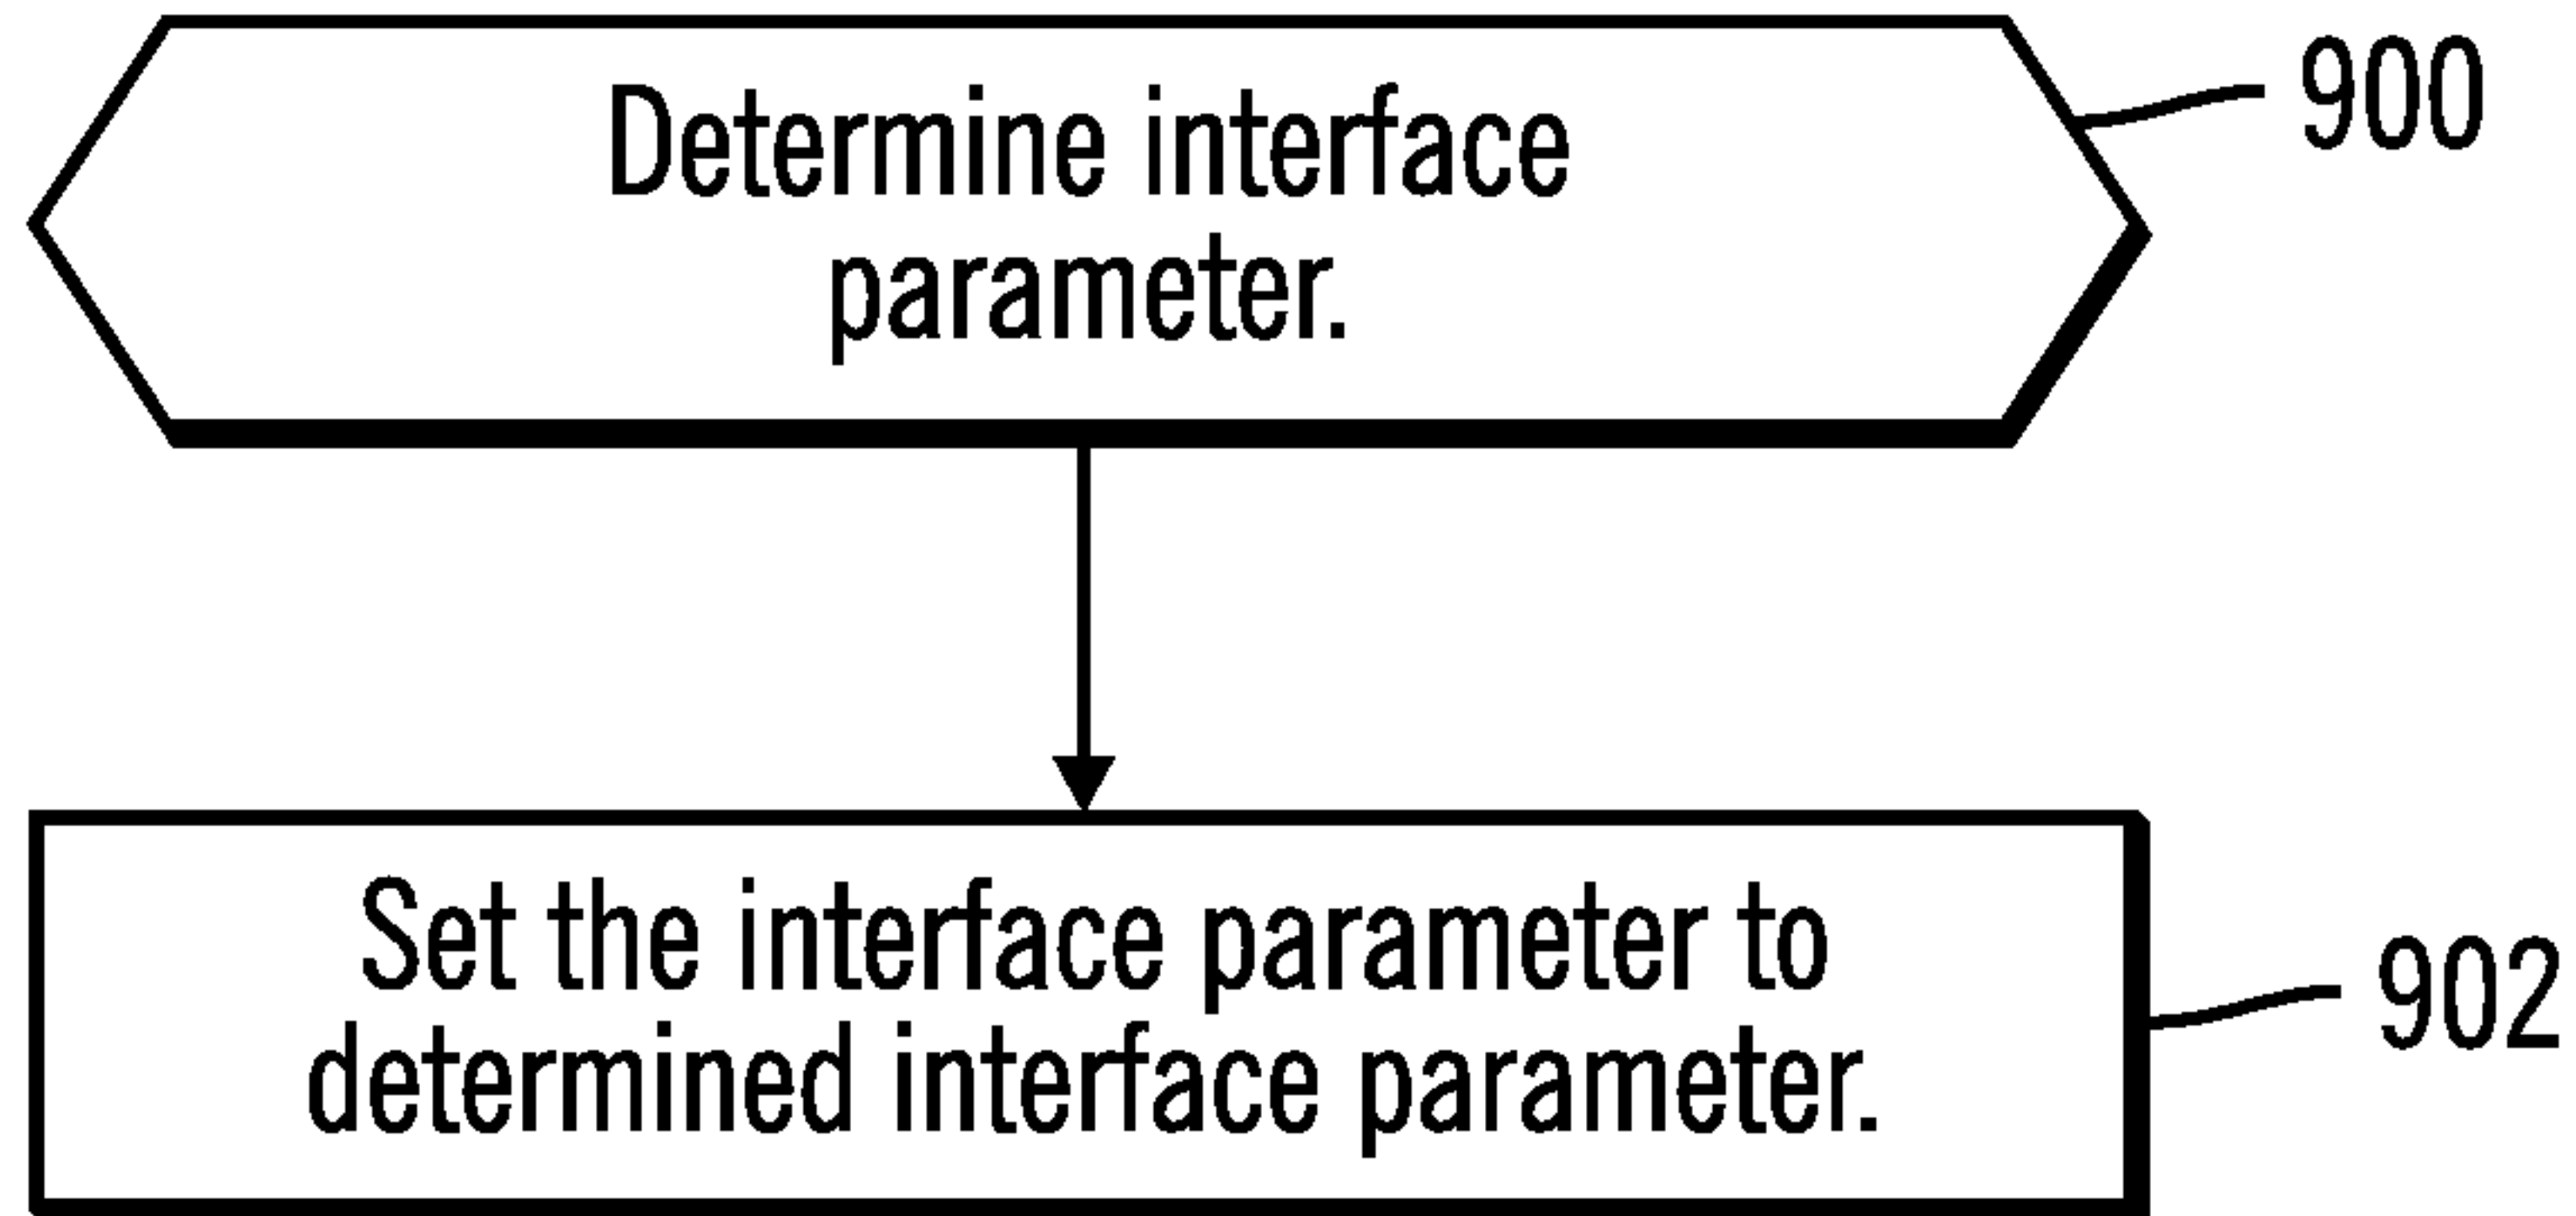 Determine interface
parameter.
900
Set the interface parameter to
determined interface parameter.
902